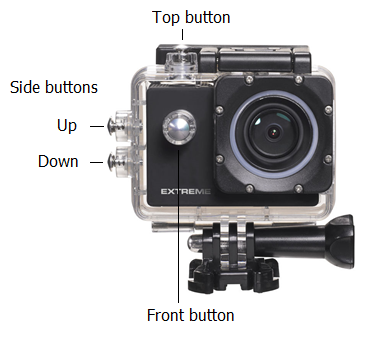 Top button
Side buttons
Up
Down
EXTREME
Front button